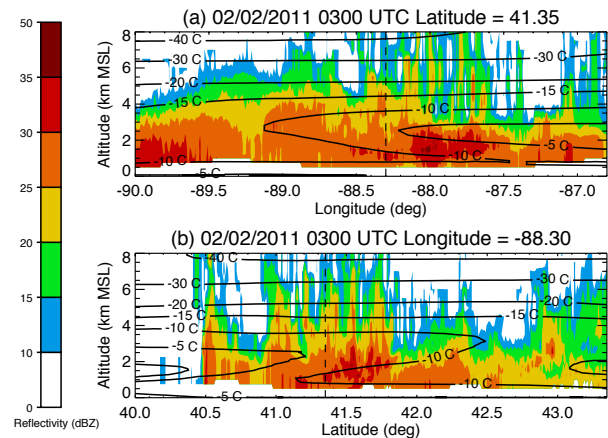 (a) 02/02/2011 0300 UTC Latitude = 41.35
50
35
30
25
20
15
10
0
Reflectivity (dBZ)
8
6
4
2
0
Altitude (km MSL)
-40 C
-30 C
-30 C
-20 C
-20 C
-15 C
-15 C
-10 C
-10 C
-5 C
-10 C
-10 C
-5 C
-90.0
-89.5
-89.0
-88.5
-88.0
-87.5
-87.0
Longitude (deg)
(b) 02/02/2011 0300 UTC Longitude = -88.30
8
6
4
2
0
Altitude (km MSL)
-40 C
-30 C
-30 C
-20 C
-20 C
-15 C
-15 C
-10 C
-10 C
-5 C
-10 C
-10 C
-5 C
40.0
40.5
41.0
41.5
42.0
42.5
43.0
Latitude (deg)